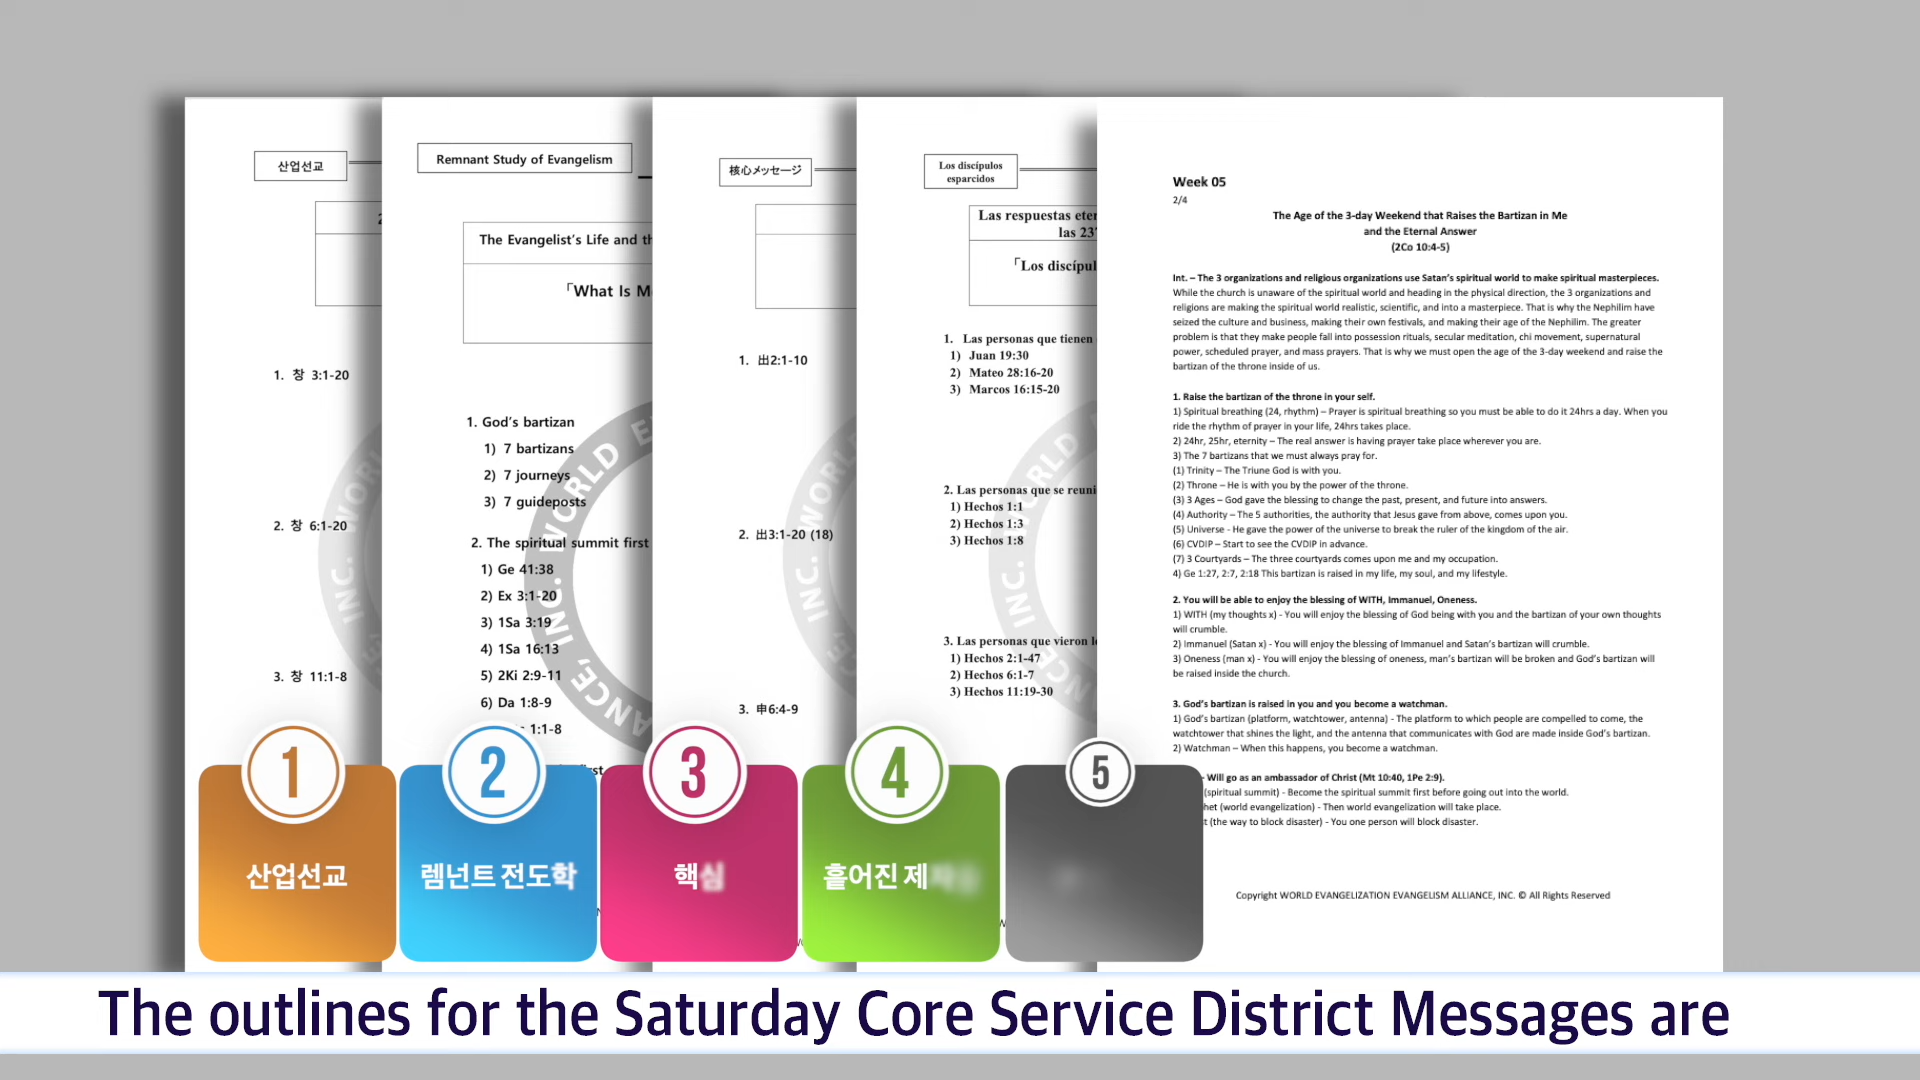 산업선교
1. 창 3:1-20
2. 창 6:1-20
3. 창 11:1-8
INC. WORLD
Remnant Study of Evangelism
The Evangelist's Life and th
「What Is M
1. God's bartizan
1) 7 bartizans
2) 7 journeys
3) 7 guideposts
2. The spiritual summit first
1) Ge 41:38
2) Ex 3:1-20
3) 1Sa 3:19
4) 1Sa 16:13
5) 2Ki 2:9-11
6) Da 1:8-9
1:1-8
ANCE, INC. WORLD E
核心メッセージ
1. 出2:1-10
2. 出3:1-20 (18)
3. 申6:4-9
INC. WORLD
Los discípulos
esparcidos
Las respuestas eter
las 237
「Los discípul
1. Las personas que tienen
1) Juan 19:30
2) Mateo 28:16-20
3) Marcos 16:15-20
2. Las personas que se reuni
1) Hechos 1:1
2) Hechos 1:3
3) Hechos 1:8
3. Las personas que vieron l
1) Hechos 2:1-47
2) Hechos 6:1-7
3) Hechos 11:19-30
ANCE, INC. WORLD
Week 05
2/4
The Age of the 3-day Weekend that Raises the Bartizan in Me
and the Eternal Answer
(2Co 10:4-5)
Int. – The 3 organizations and religious organizations use Satan's spiritual world to make spiritual masterpieces.
While the church is unaware of the spiritual world and heading in the physical direction, the 3 organizations and
religions are making the spiritual world realistic, scientific, and into a masterpiece. That is why the Nephilim have
seized the culture and business, making their own festivals, and making their age of the Nephilim. The greater
problem is that they make people fall into possession rituals, secular meditation, chi movement, supernatural
power, scheduled prayer, and mass prayers. That is why we must open the age of the 3-day weekend and raise the
bartizan of the throne inside of us.
1. Raise the bartizan of the throne in your self.
1) Spiritual breathing (24, rhythm) – Prayer is spiritual breathing so you must be able to do it 24hrs a day. When you
ride the rhythm of prayer in your life, 24hrs takes place.
2) 24hr, 25hr, eternity – The real answer is having prayer take place wherever you are.
3) The 7 bartizans that we must always pray for.
(1) Trinity – The Triune God is with you.
(2) Throne – He is with you by the power of the throne.
(3) 3 Ages – God gave the blessing to change the past, present, and future into answers.
(4) Authority – The 5 authorities, the authority that Jesus gave from above, comes upon you.
(5) Universe - He gave the power of the universe to break the ruler of the kingdom of the air.
(6) CVDIP – Start to see the CVDIP in advance.
(7) 3 Courtyards – The three courtyards comes upon me and my occupation.
4) Ge 1:27, 2:7, 2:18 This bartizan is raised in my life, my soul, and my lifestyle.
2. You will be able to enjoy the blessing of WITH, Immanuel, Oneness.
1) WITH (my thoughts x) - You will enjoy the blessing of God being with you and the bartizan of your own thoughts
will crumble.
2) Immanuel (Satan x) - You will enjoy the blessing of Immanuel and Satan's bartizan will crumble.
3) Oneness (man x) - You will enjoy the blessing of oneness, man's bartizan will be broken and God's bartizan will
be raised inside the church.
3. God's bartizan is raised in you and you become a watchman.
1) God's bartizan (platform, watchtower, antenna) - The platform to which people are compelled to come, the
watchtower that shines the light, and the antenna that communicates with God are made inside God's bartizan.
2) Watchman – When this happens, you become a watchman.
- Will go as an ambassador of Christ (Mt 10:40, 1Pe 2:9).
(spiritual summit) - Become the spiritual summit first before going out into the world.
het (world evangelization) - Then world evangelization will take place.
t (the way to block disaster) - You one person will block disaster.
Copyright WORLD EVANGELIZATION EVANGELISM ALLIANCE, INC. © All Rights Reserved
1
산업선교
2
렘넌트 전도학
3
핵심
4
흩어진 제
5
The outlines for the Saturday Core Service District Messages are